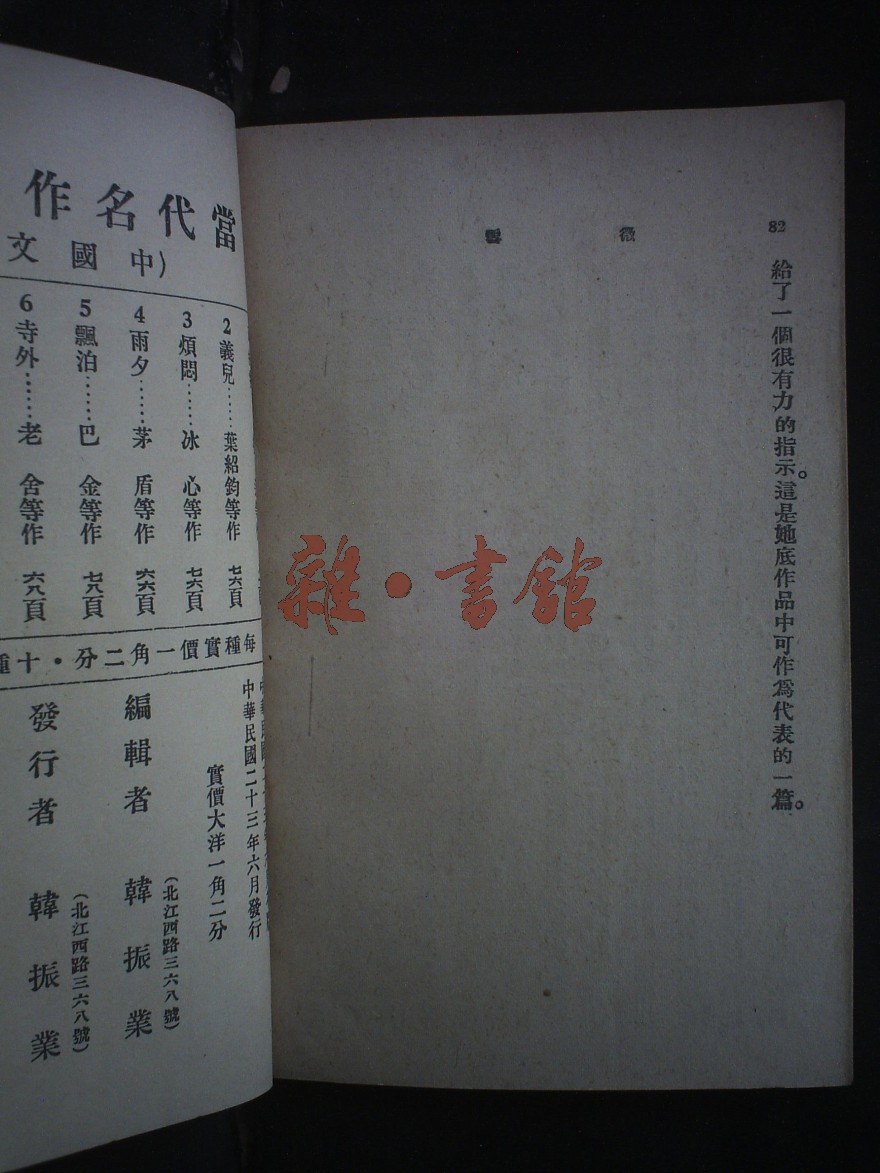 82
微雲
給了一個很有力的指示。這是她底作品中可作爲代表的一篇。
當代名作
（中國文
2義兒……葉紹鈞等作 七六頁
3煩悶……冰心等作 七六頁
4雨夕……茅盾等作 六六頁
5飄泊……巴金等作 七八頁
6寺外……老舍等作 六八頁
每種實價一角二分・十種
中華民國二十三年六月發行
實價大洋一角二分
（北江西路三六八號）
編輯者 韓振業
（北江西路三六八號）
發行者 韓振業
雜・書館